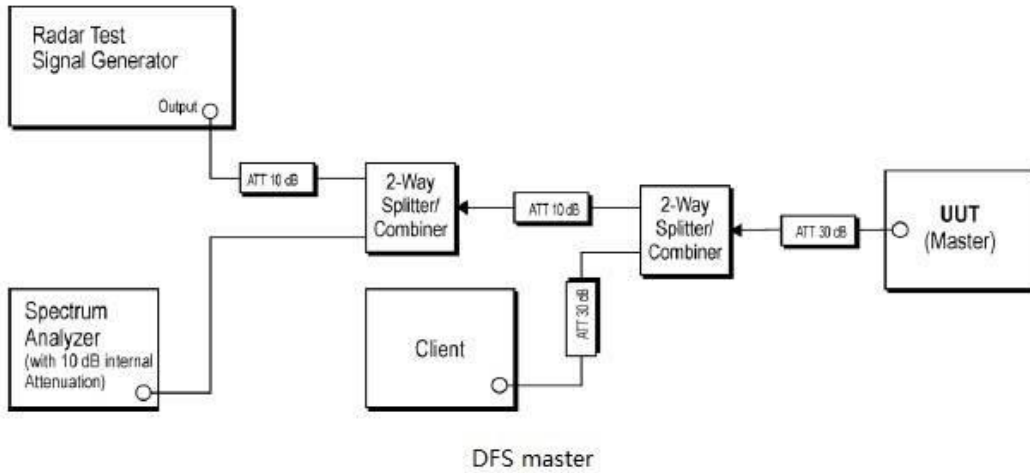 Radar Test
Signal Generator
Output
ATT 10 dB
2-Way
Splitter/
Combiner
ATT 10 dB
2-Way
Splitter/
Combiner
ATT 30 dB
UUT
(Master)
Spectrum
Analyzer
(with 10 dB internal
Attenuation)
Client
ATT 30 dB
DFS master